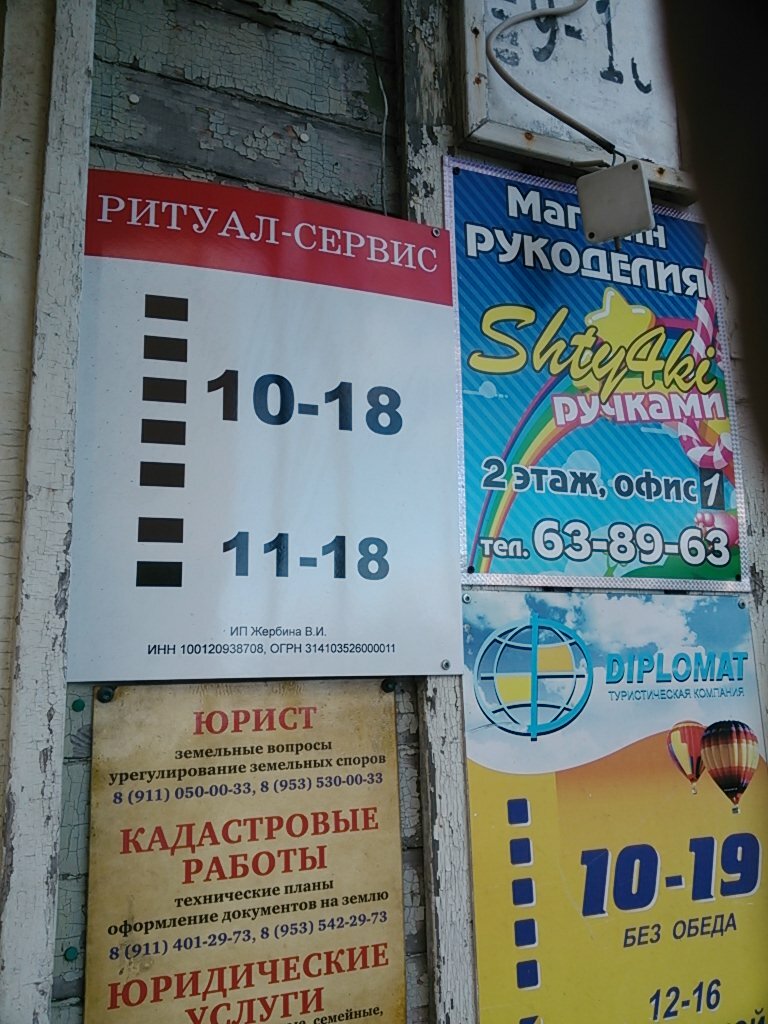 РИТУАЛ-СЕРВИС
10-18
11-18
ИП Жербина В.И.
ИНН 100120938708, ОГРН 314103526000011
РУКОДЕЛИЯ
Shty4ki
ручками
2 этаж, офис 1
тел. 63-89-63
ЮРИСТ
земельные вопросы
урегулирование земельных споров
8 (911) 050-00-33, 8 (953) 530-00-33
КАДАСТРОВЫЕ
РАБОТЫ
технические планы
оформление документов на землю
8 (911) 401-29-73, 8 (953) 542-29-73
ЮРИДИЧЕСКИЕ
УСЛУГИ
семейные,
DIPLOMAT
ТУРИСТИЧЕСКАЯ КОМПАНИЯ
10-19
БЕЗ ОБЕДА
12-16